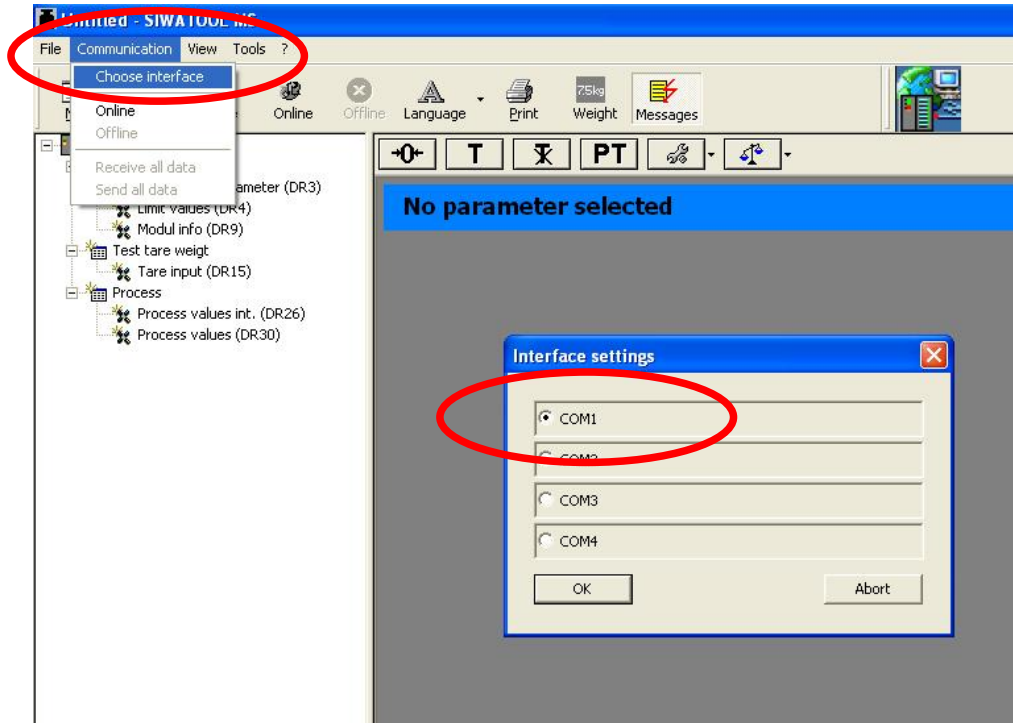 Untitled - SIWATOOL MS
File Communication View Tools ?
Choose interface
Online
Offline
Receive all data
Send all data
Online Offline Language Print Weight Messages
7.5kg
→0← T T PT
ameter (DR3)
Limit values (DR4)
Modul info (DR9)
Test tare weigt
Tare input (DR15)
Process
Process values int. (DR26)
Process values (DR30)
No parameter selected
Interface settings
COM1
COM2
COM3
COM4
OK Abort